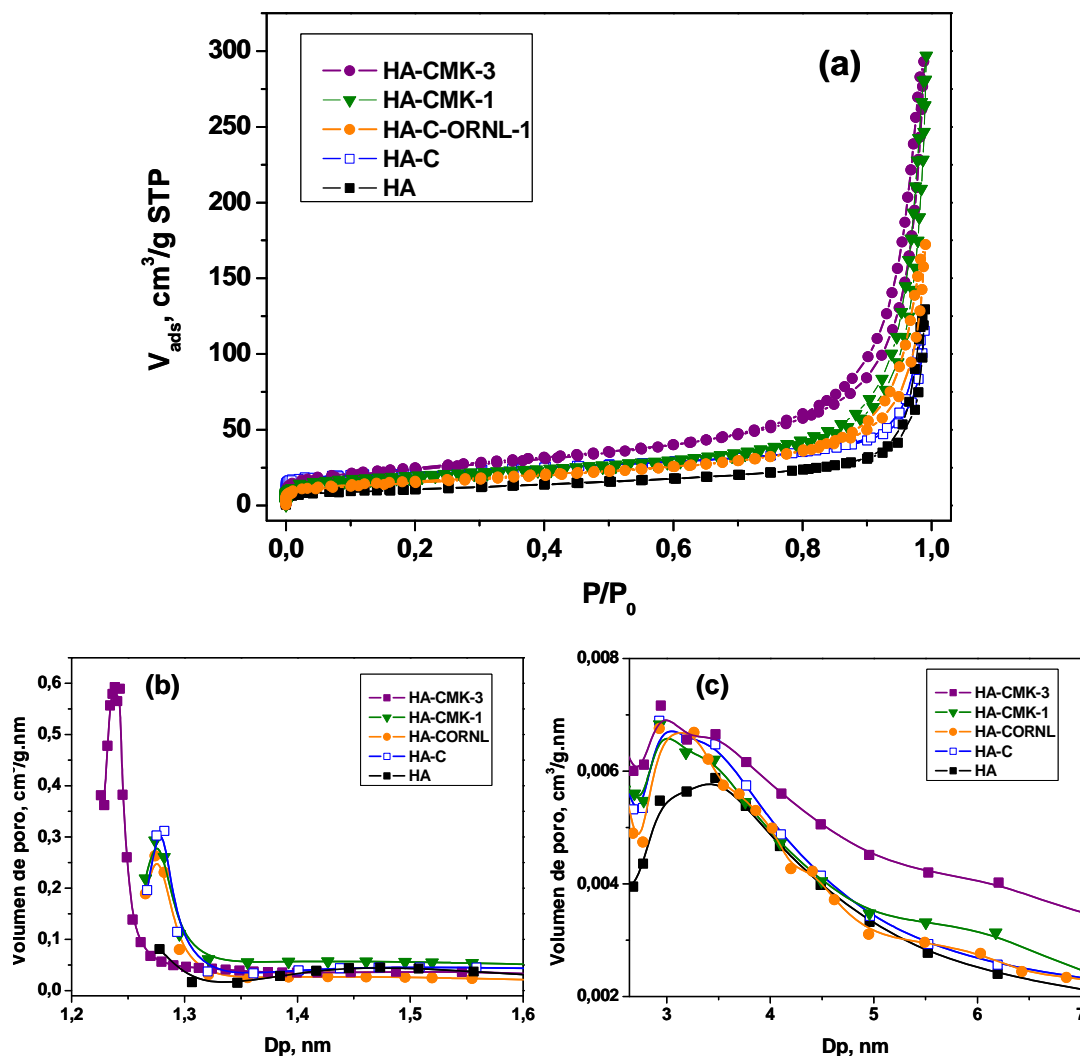 (a)
HA-CMK-3
HA-CMK-1
HA-C-ORNL-1
HA-C
HA
V_ads, cm³/g STP
300
250
200
150
100
50
0
0,0 0,2 0,4 0,6 0,8 1,0
P/P₀
(b)
HA-CMK-3
HA-CMK-1
HA-CORNL
HA-C
HA
Volumen de poro, cm³/g.nm
0,6
0,5
0,4
0,3
0,2
0,1
0,0
1,2 1,3 1,4 1,5 1,6
Dp, nm
(c)
HA-CMK-3
HA-CMK-1
HA-CORNL
HA-C
HA
Volumen de poro, cm³/g.nm
0,008
0,006
0,004
0,002
3 4 5 6 7
Dp, nm